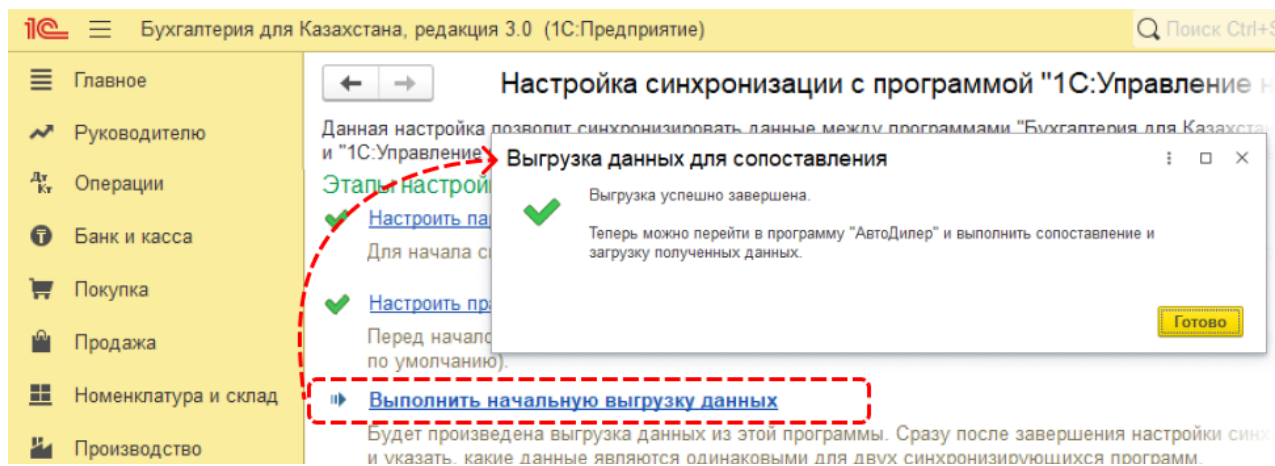 1С Бухгалтерия для Казахстана, редакция 3.0 (1С:Предприятие)
Поиск Ctrl+S
Главное
Руководителю
Дт Кт Операции
Банк и касса
Покупка
Продажа
Номенклатура и склад
Производство
Настройка синхронизации с программой "1С:Управление н
Данная настройка позволит синхронизировать данные между программами "Бухгалтерия для Казахстан
и "1С:Управление
Этапы настрой
Настроить па
Для начала с
Настроить пра
Перед начало
по умолчанию).
Выполнить начальную выгрузку данных
Будет произведена выгрузка данных из этой программы. Сразу после завершения настройки синх
и указать, какие данные являются одинаковыми для двух синхронизирующихся программ.
Выгрузка данных для сопоставления
Выгрузка успешно завершена.
Теперь можно перейти в программу "АвтоДилер" и выполнить сопоставление и
загрузку полученных данных.
Готово